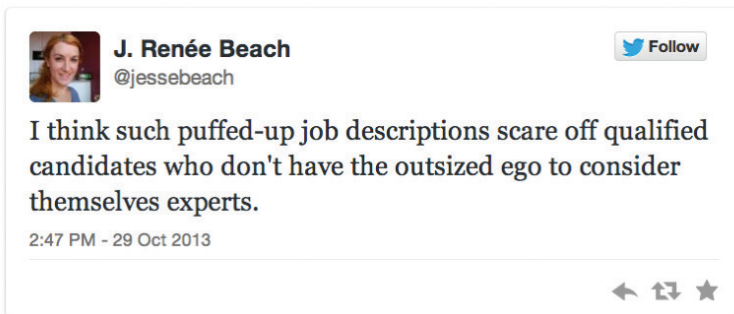 J. Renée Beach
Follow
@jessebeach
I think such puffed-up job descriptions scare off qualified
candidates who don't have the outsized ego to consider
themselves experts.
2:47 PM - 29 Oct 2013